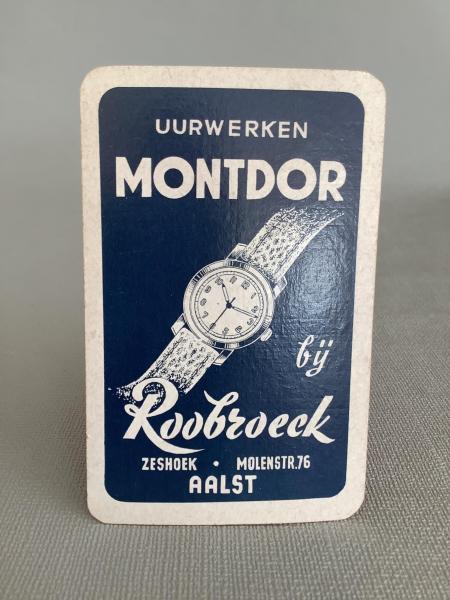 UURWERKEN
MONTDOR
bij
Roobroeck
ZESHOEK • MOLENSTR.76
AALST